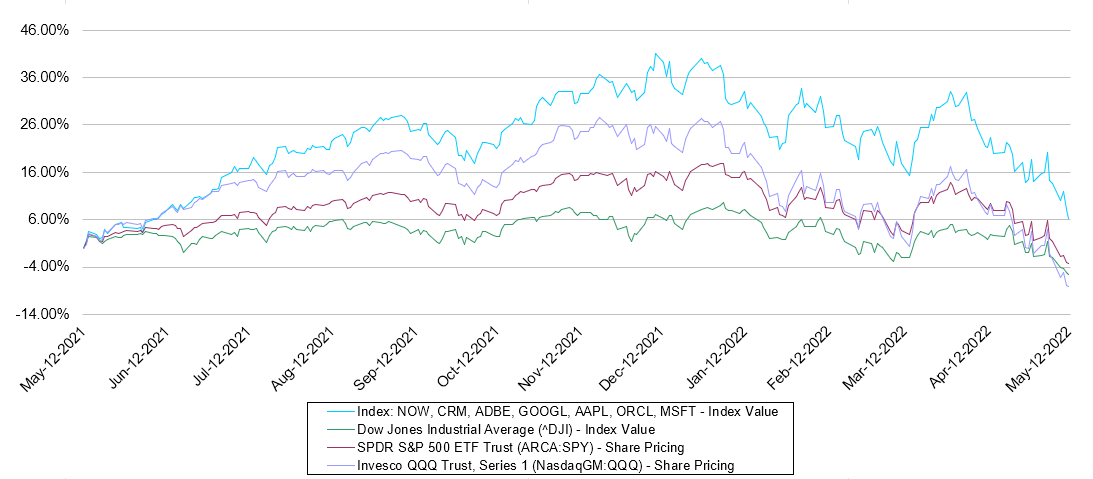 46.00%
36.00%
26.00%
16.00%
6.00%
-4.00%
-14.00%
May-12-2021
Jun-12-2021
Jul-12-2021
Aug-12-2021
Sep-12-2021
Oct-12-2021
Nov-12-2021
Dec-12-2021
Jan-12-2022
Feb-12-2022
Mar-12-2022
Apr-12-2022
May-12-2022
Index: NOW, CRM, ADBE, GOOGL, AAPL, ORCL, MSFT - Index Value
Dow Jones Industrial Average (^DJI) - Index Value
SPDR S&P 500 ETF Trust (ARCA:SPY) - Share Pricing
Invesco QQQ Trust, Series 1 (NasdaqGM:QQQ) - Share Pricing